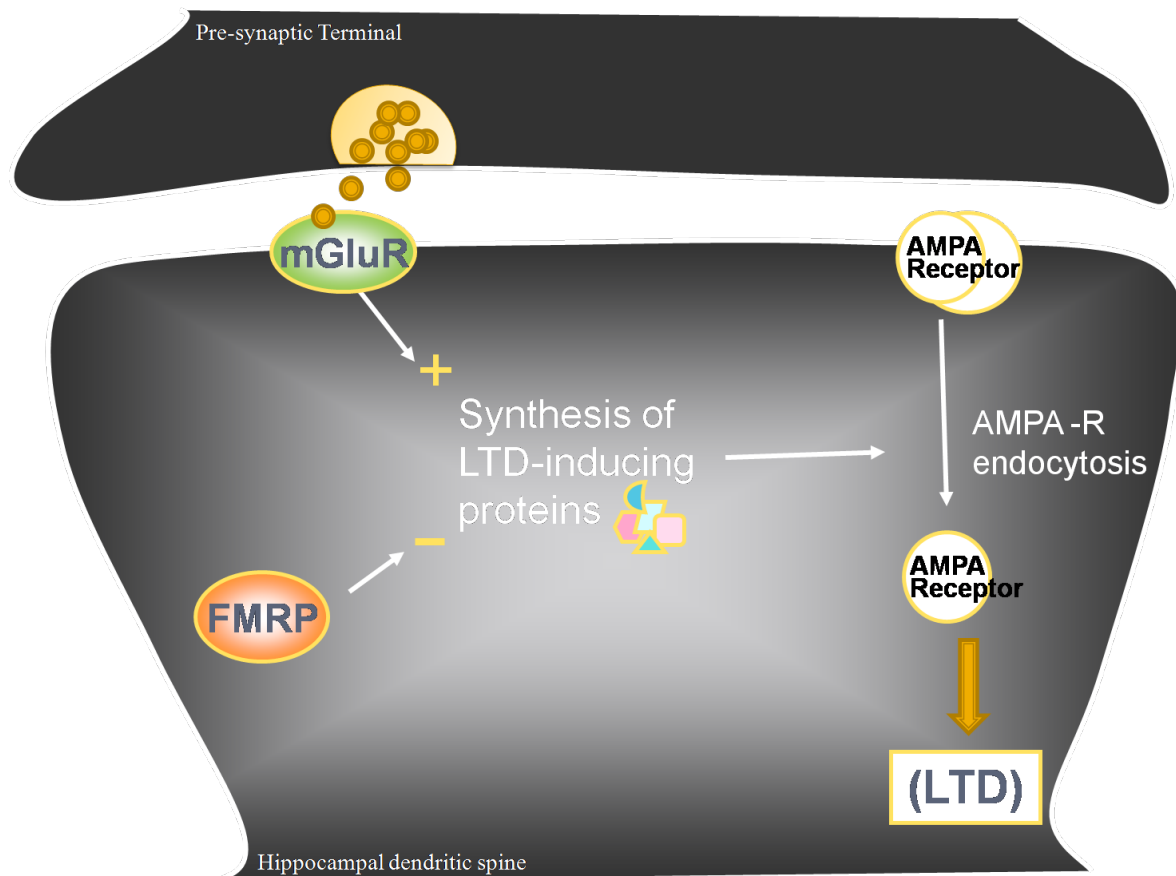 Pre-synaptic Terminal
mGluR
AMPA
Receptor
+
Synthesis of
LTD-inducing
proteins
AMPA -R
endocytosis
–
FMRP
AMPA
Receptor
(LTD)
Hippocampal dendritic spine